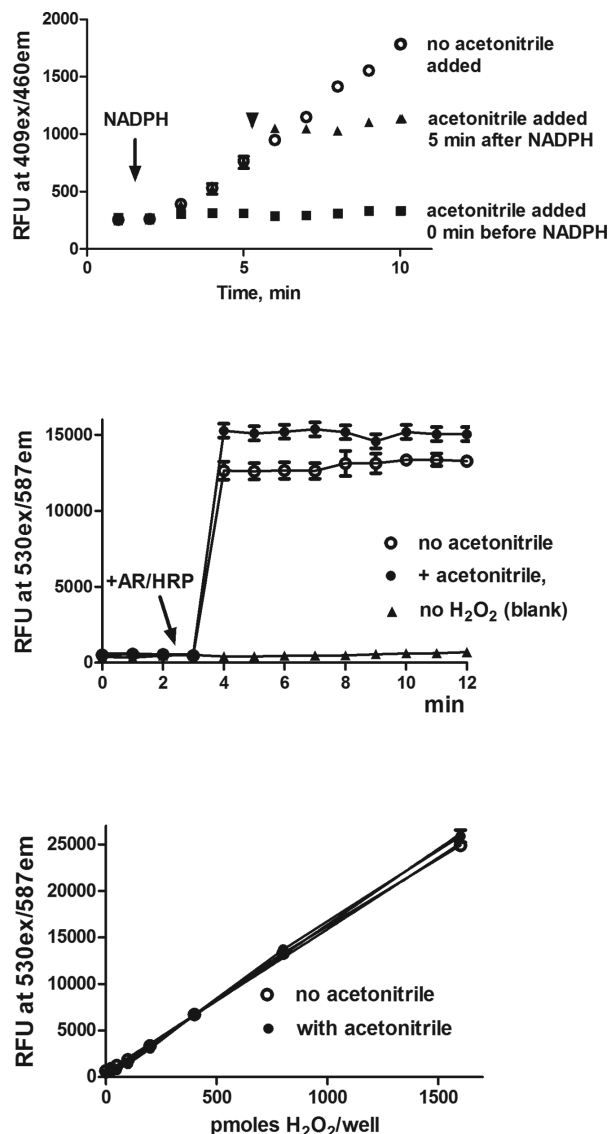 2000
1500
1000
500
0
RFU at 409ex/460em
NADPH
no acetonitrile
added
acetonitrile added
5 min after NADPH
acetonitrile added
0 min before NADPH
0
5
10
Time, min
15000
10000
5000
0
RFU at 530ex/587em
+AR/HRP
no acetonitrile
+ acetonitrile,
no H₂O₂ (blank)
0
2
4
6
8
10
12
min
25000
20000
15000
10000
5000
0
RFU at 530ex/587em
no acetonitrile
with acetonitrile
0
500
1000
1500
pmoles H₂O₂/well